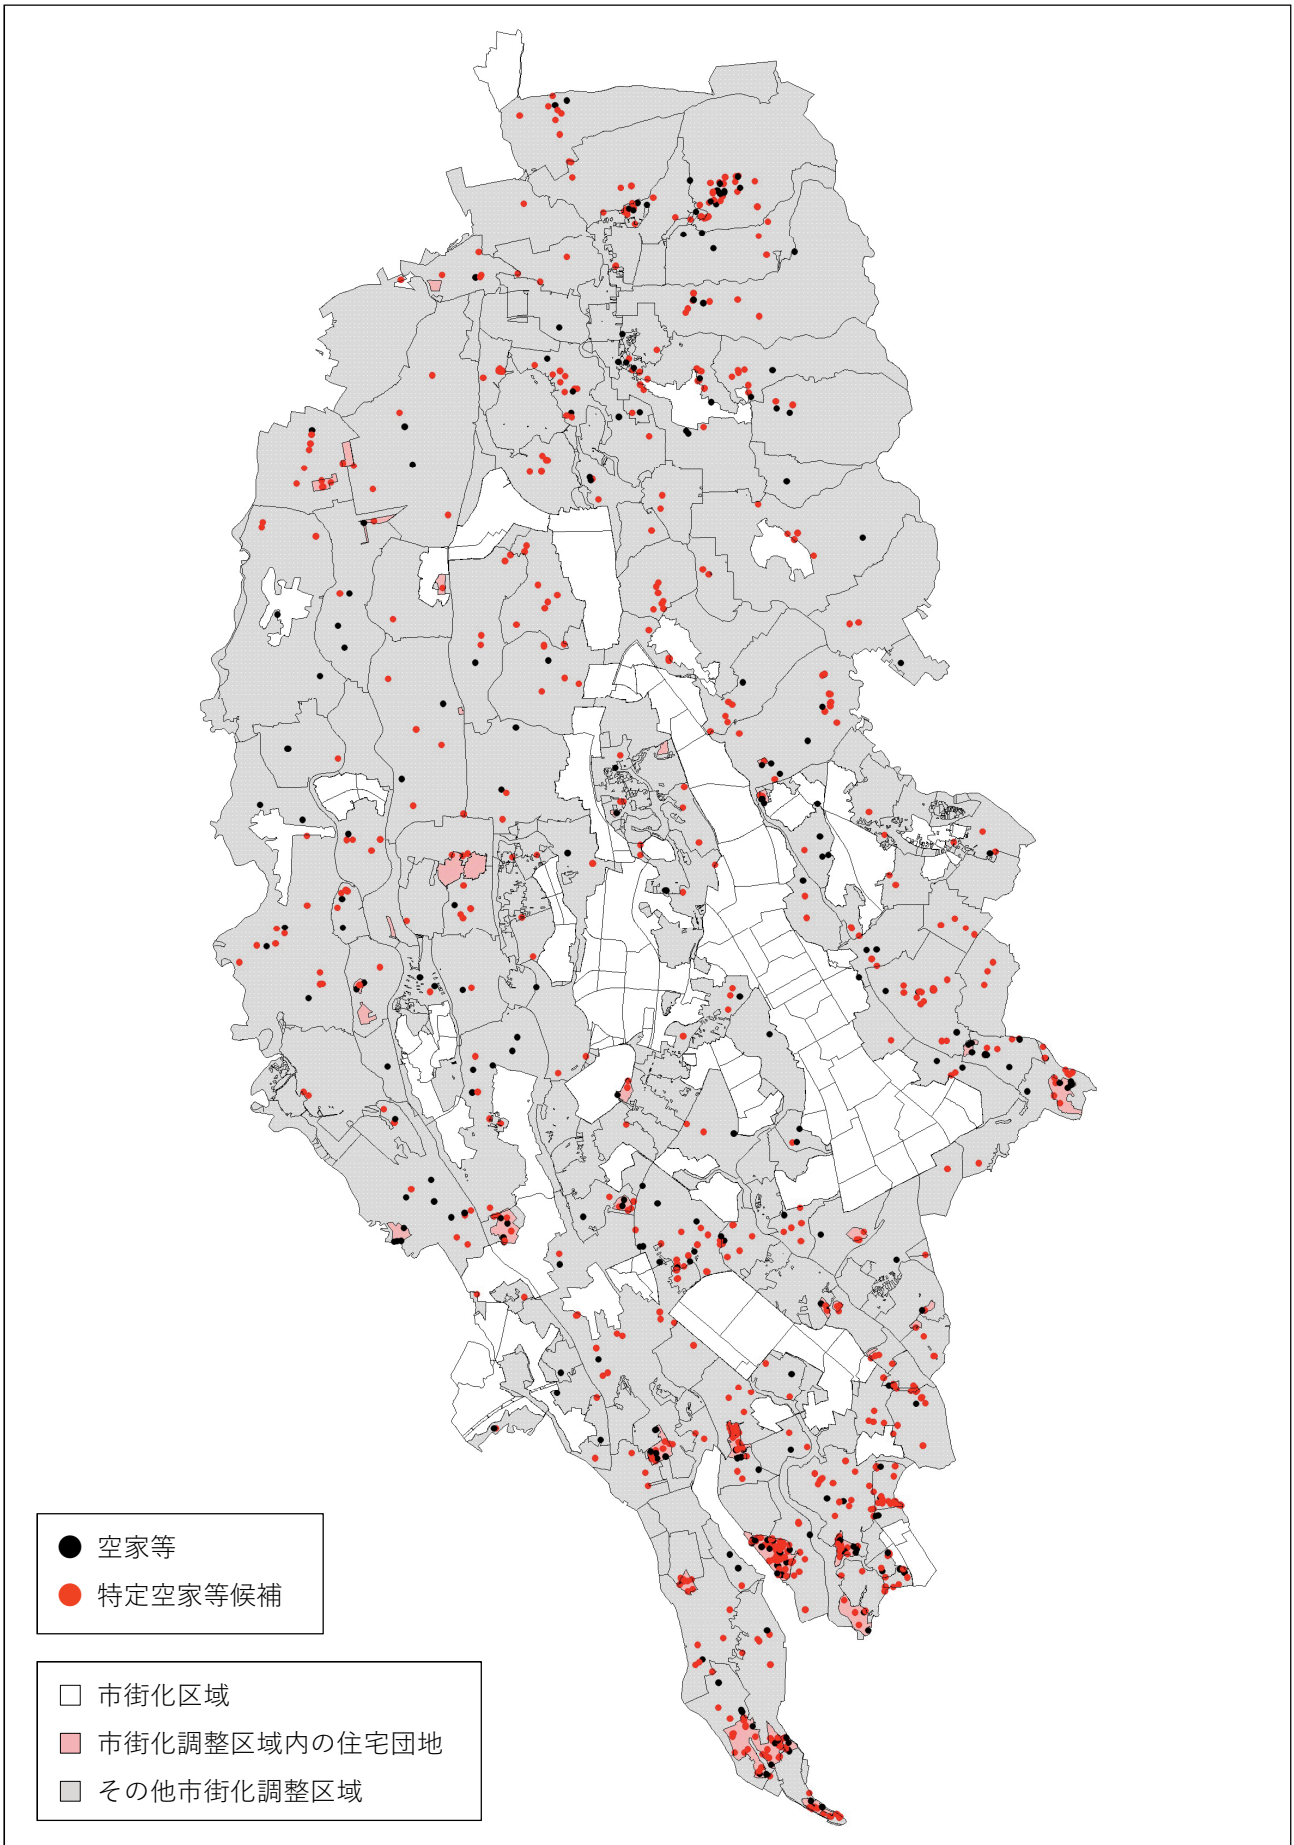 空家等
特定空家等候補
市街化区域
市街化調整区域内の住宅団地
その他市街化調整区域